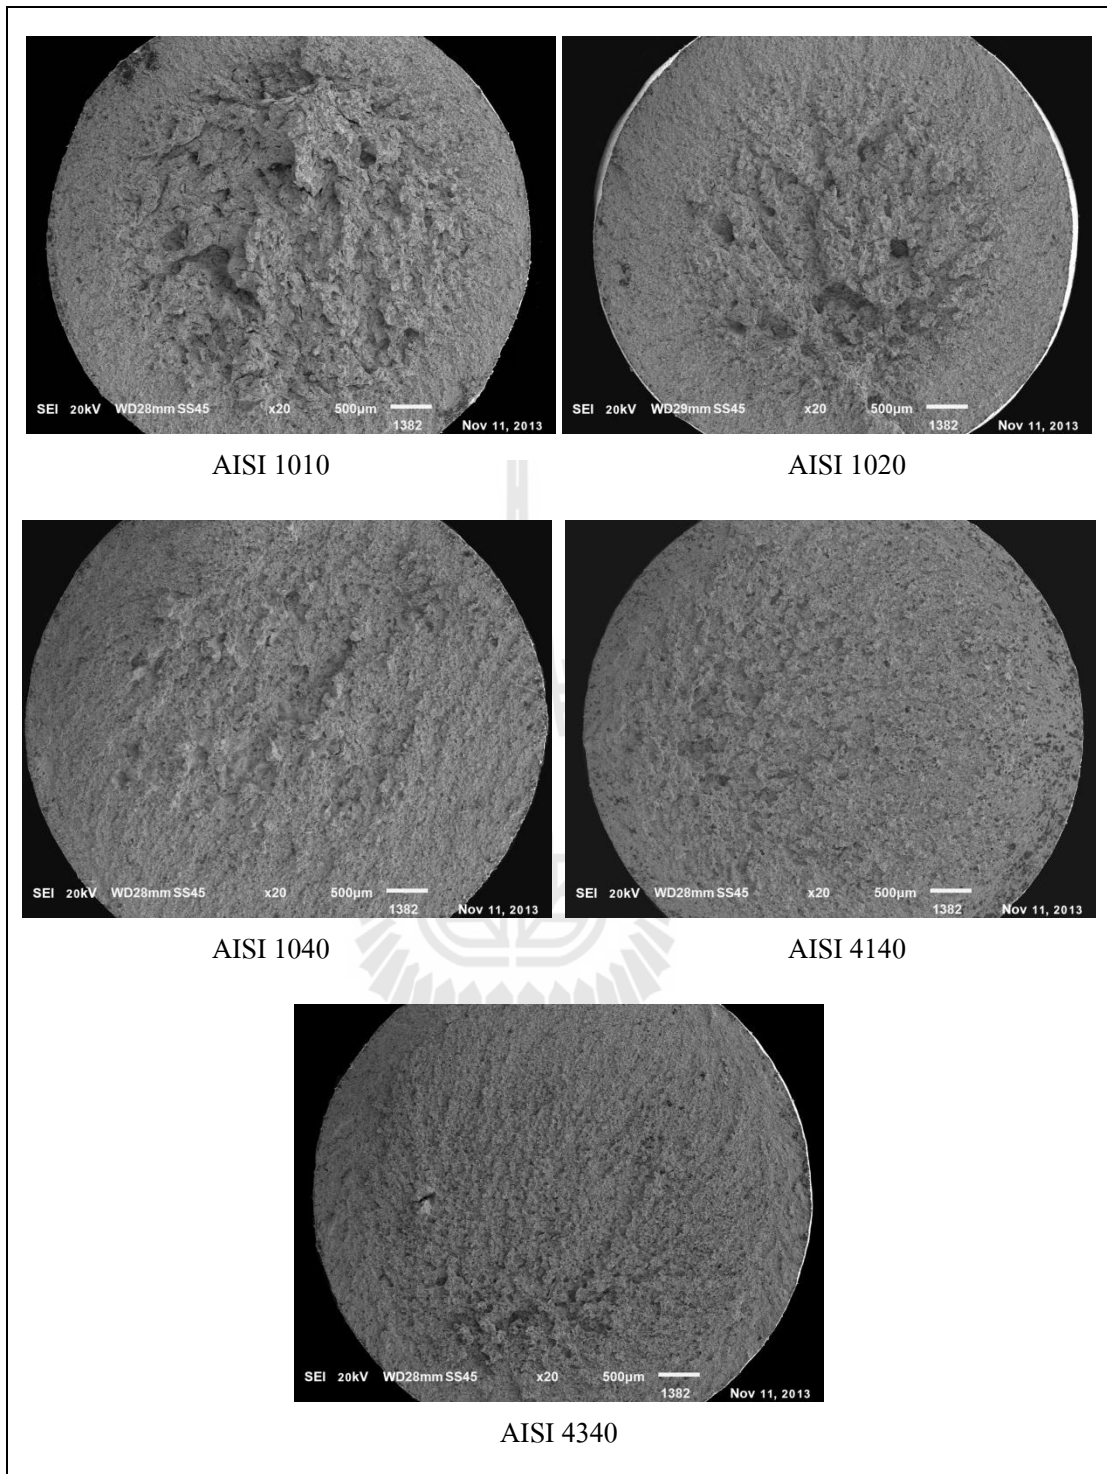 SEI 20kV WD28mm SS45 x20 500µm 1382 Nov 11, 2013
SEI 20kV WD29mm SS45 x20 500µm 1382 Nov 11, 2013
AISI 1010
AISI 1020
SEI 20kV WD28mm SS45 x20 500µm 1382 Nov 11, 2013
SEI 20kV WD28mm SS45 x20 500µm 1382 Nov 11, 2013
AISI 1040
AISI 4140
SEI 20kV WD28mm SS45 x20 500µm 1382 Nov 11, 2013
AISI 4340